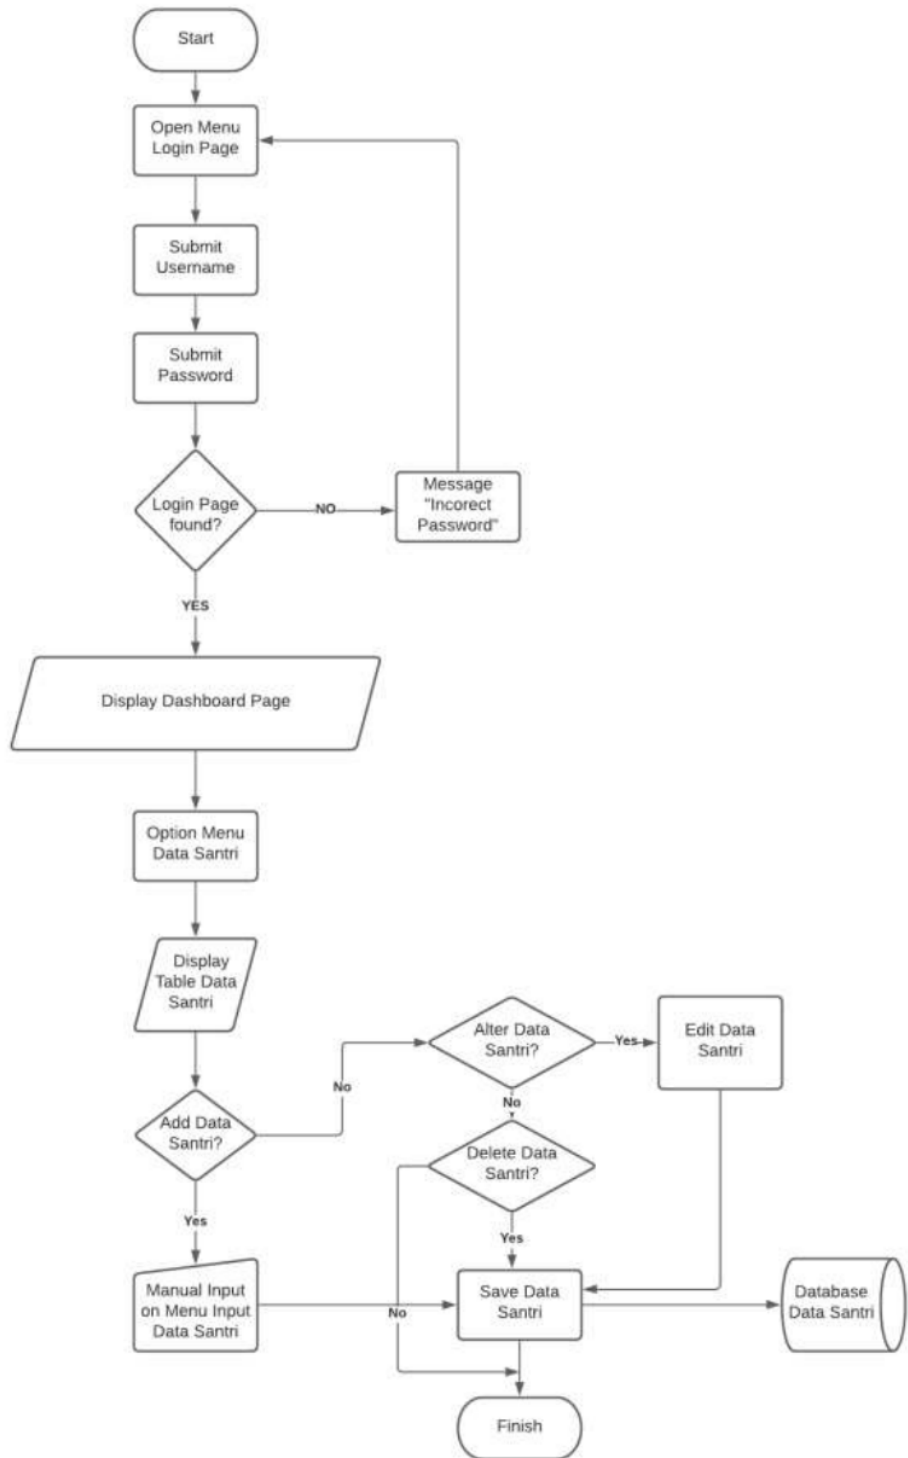 Start
Open Menu
Login Page
Submit
Username
Submit
Password
Login Page
found?
NO
Message
"Incorect
Password"
YES
Display Dashboard Page
Option Menu
Data Santri
Display
Table Data
Santri
Add Data
Santri?
No
Alter Data
Santri?
Yes
Edit Data
Santri
No
Delete Data
Santri?
Yes
Yes
Manual Input
on Menu Input
Data Santri
No
Save Data
Santri
Database
Data Santri
Finish